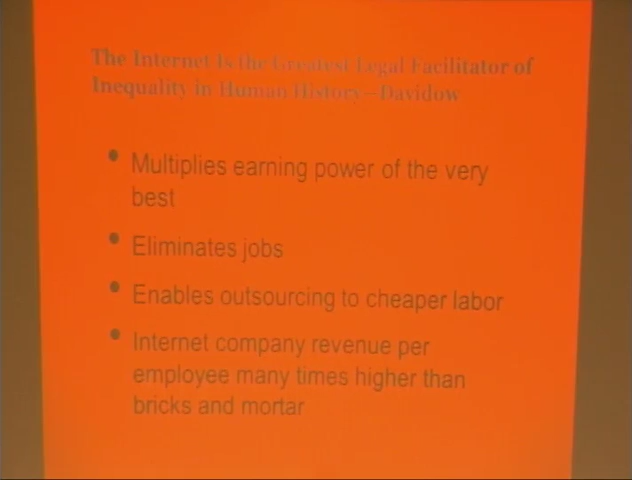 The Internet Is the Greatest Legal Facilitator of
Inequality in Human History – Davidow
• Multiplies earning power of the very
best
• Eliminates jobs
• Enables outsourcing to cheaper labor
• Internet company revenue per
employee many times higher than
bricks and mortar